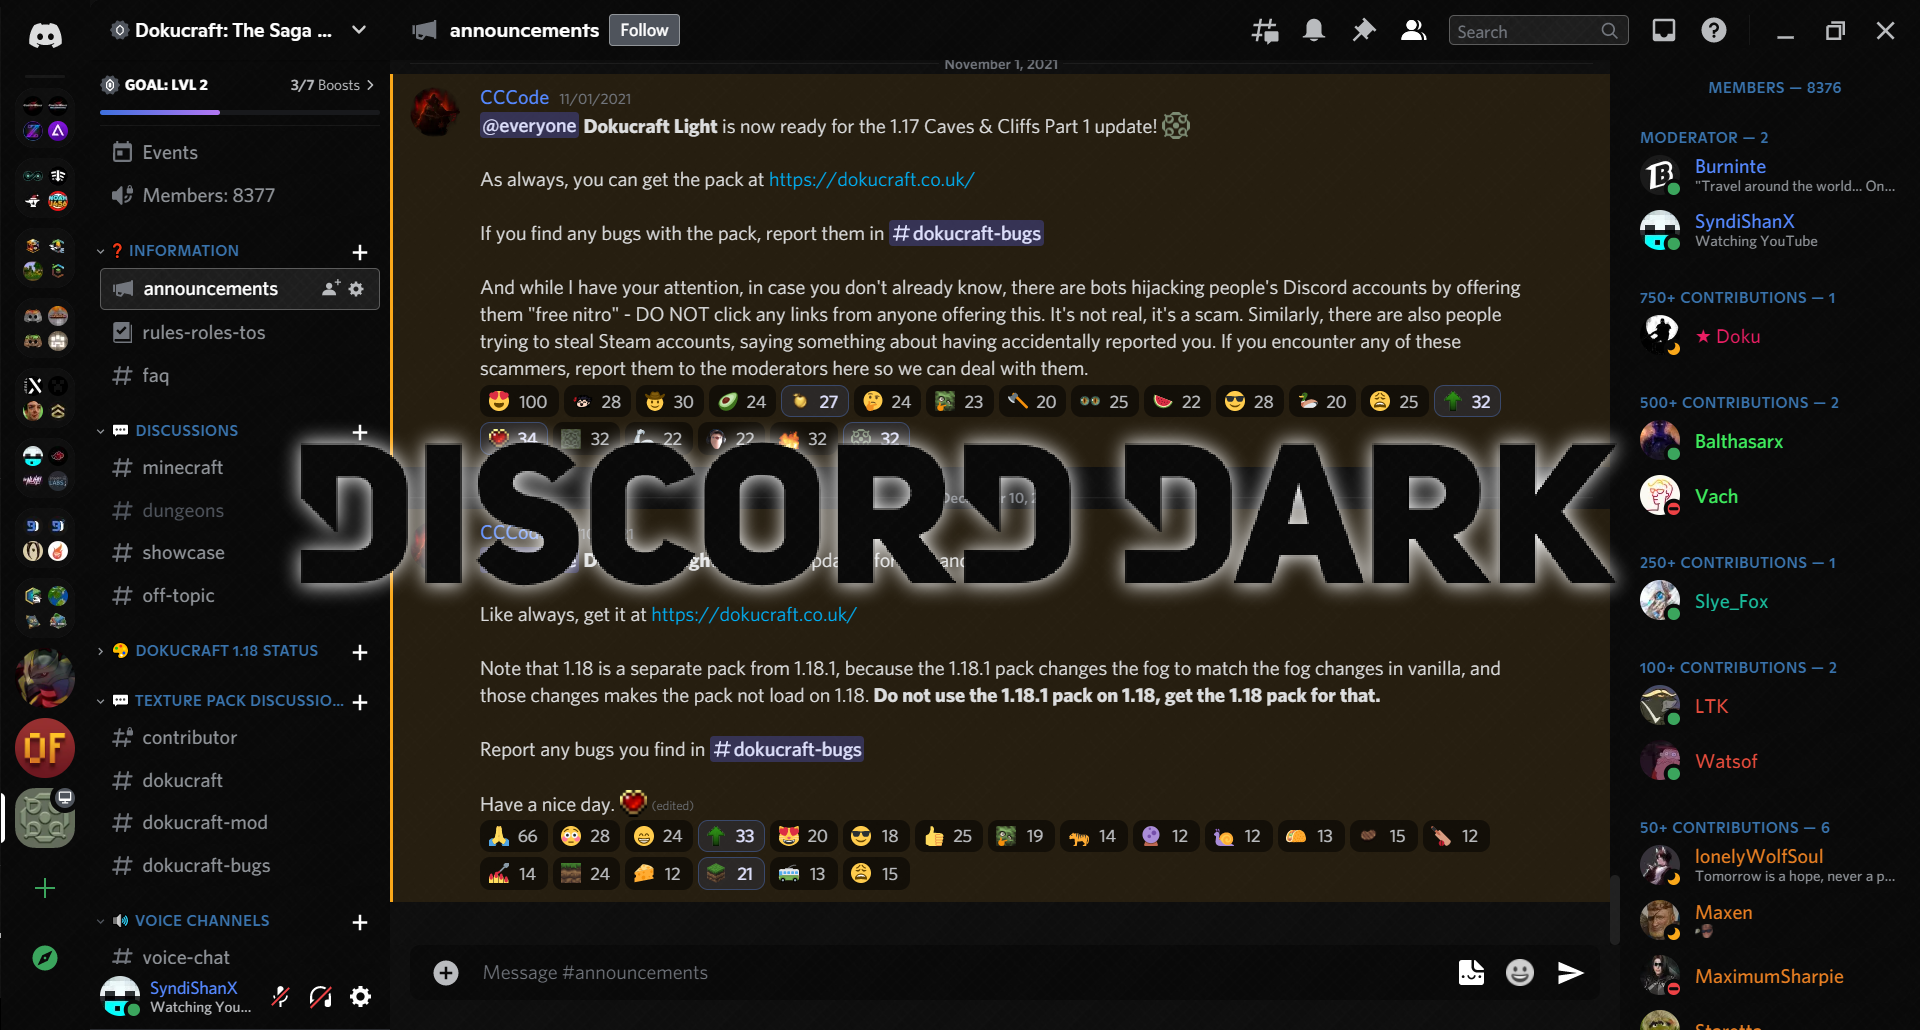 Dokucraft: The Saga ...
announcements
Follow
Search
GOAL: LVL 2
3/7 Boosts
Events
Members: 8377
INFORMATION
announcements
rules-roles-tos
faq
DISCUSSIONS
minecraft
dungeons
showcase
off-topic
DOKUCRAFT 1.18 STATUS
TEXTURE PACK DISCUSSIO...
contributor
dokucraft
dokucraft-mod
dokucraft-bugs
VOICE CHANNELS
voice-chat
SyndiShanX
Watching You...
OF
November 1, 2021
CCCode 11/01/2021
@everyone Dokucraft Light is now ready for the 1.17 Caves & Cliffs Part 1 update!
As always, you can get the pack at https://dokucraft.co.uk/
If you find any bugs with the pack, report them in #dokucraft-bugs
And while I have your attention, in case you don't already know, there are bots hijacking people's Discord accounts by offering
them "free nitro" - DO NOT click any links from anyone offering this. It's not real, it's a scam. Similarly, there are also people
trying to steal Steam accounts, saying something about having accidentally reported you. If you encounter any of these
scammers, report them to the moderators here so we can deal with them.
100 28 30 24 27 24 23 20 25 22 28 20 25 32
34 32 22 22 32 32
DISCORD DARK
Like always, get it at https://dokucraft.co.uk/
Note that 1.18 is a separate pack from 1.18.1, because the 1.18.1 pack changes the fog to match the fog changes in vanilla, and
those changes makes the pack not load on 1.18. Do not use the 1.18.1 pack on 1.18, get the 1.18 pack for that.
Report any bugs you find in #dokucraft-bugs
Have a nice day. (edited)
66 28 24 33 20 18 25 19 14 12 12 13 15 12
14 24 12 21 13 15
Message #announcements
MEMBERS — 8376
MODERATOR — 2
Burninte
"Travel around the world... On...
SyndiShanX
Watching YouTube
750+ CONTRIBUTIONS — 1
Doku
500+ CONTRIBUTIONS — 2
Balthasarx
Vach
250+ CONTRIBUTIONS — 1
Slye_Fox
100+ CONTRIBUTIONS — 2
LTK
Watsof
50+ CONTRIBUTIONS — 6
lonelyWolfSoul
Tomorrow is a hope, never a p...
Maxen
MaximumSharpie